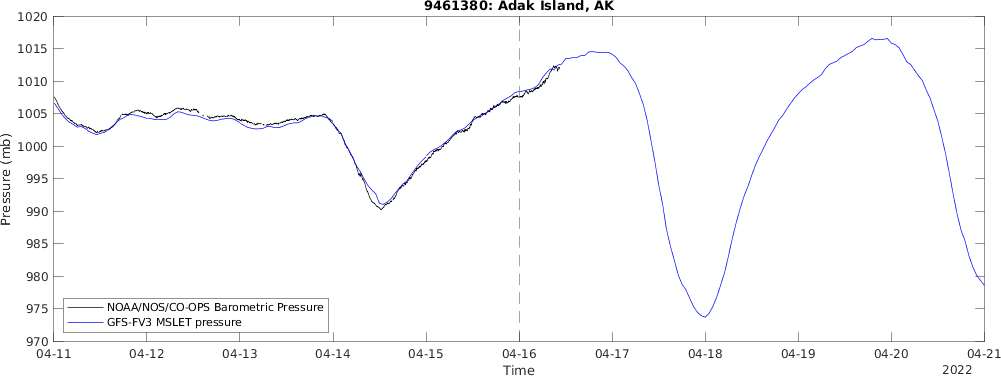 9461380: Adak Island, AK
1020
1015
1010
1005
1000
995
990
985
980
975
970
Pressure (mb)
NOAA/NOS/CO-OPS Barometric Pressure
GFS-FV3 MSLET pressure
04-11 04-12 04-13 04-14 04-15 04-16 04-17 04-18 04-19 04-20 04-21
Time
2022